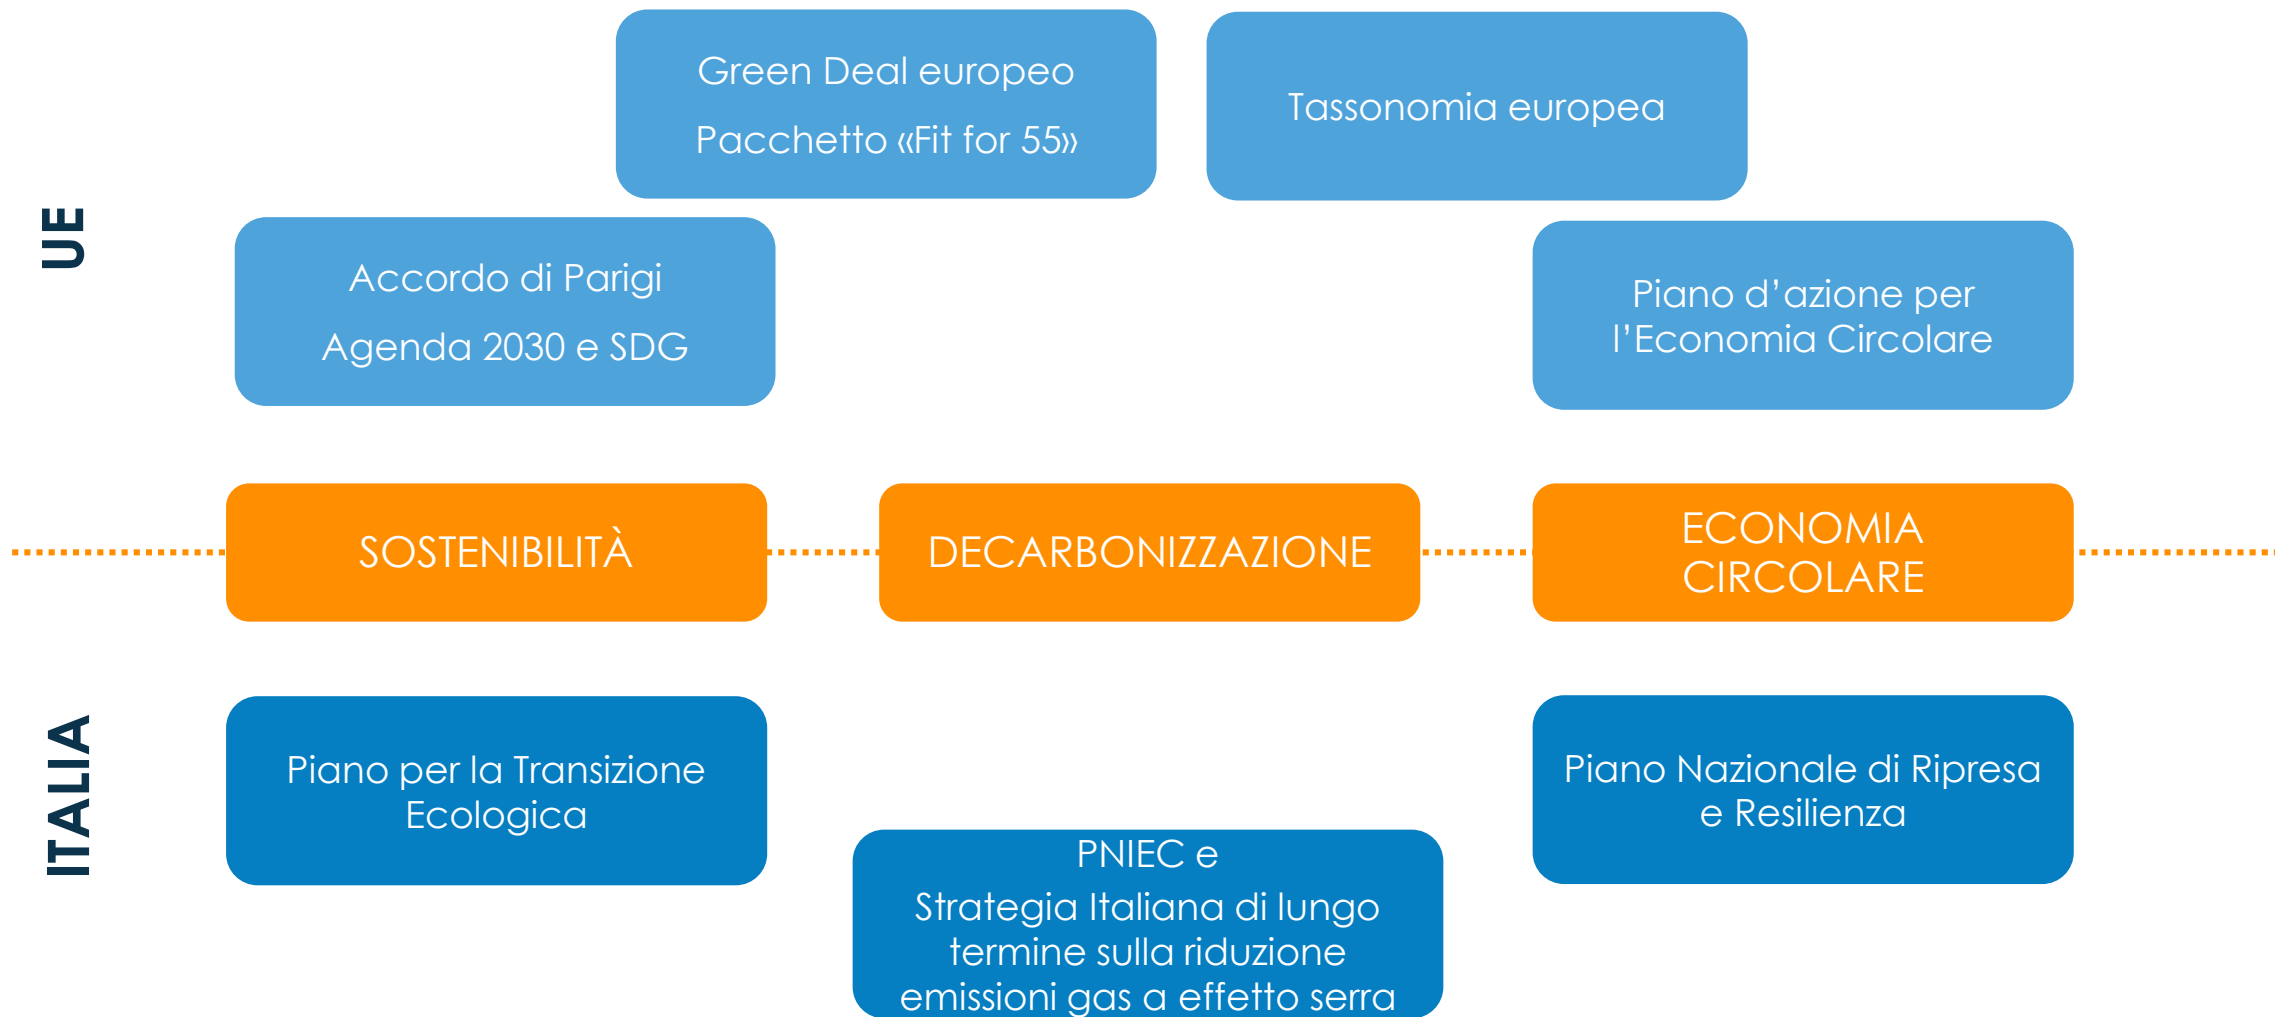 UE
Green Deal europeo
Pacchetto «Fit for 55»
Tassonomia europea
Accordo di Parigi
Agenda 2030 e SDG
Piano d’azione per
l’Economia Circolare
SOSTENIBILITÀ
DECARBONIZZAZIONE
ECONOMIA
CIRCOLARE
ITALIA
Piano per la Transizione
Ecologica
PNIEC e
Strategia Italiana di lungo
termine sulla riduzione
emissioni gas a effetto serra
Piano Nazionale di Ripresa
e Resilienza